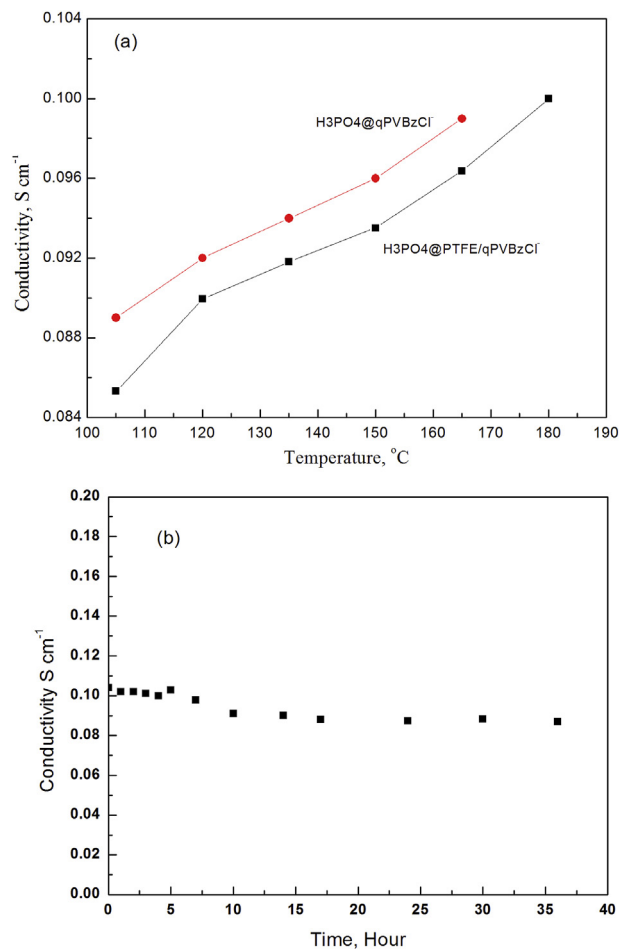 (a)
0.104
0.100
0.096
0.092
0.088
0.084
Conductivity, S cm⁻¹
H3PO4@qPVBzCl⁻
H3PO4@PTFE/qPVBzCl⁻
100 110 120 130 140 150 160 170 180 190
Temperature, °C
(b)
0.20
0.18
0.16
0.14
0.12
0.10
0.08
0.06
0.04
0.02
0.00
Conductivity S cm⁻¹
0 5 10 15 20 25 30 35 40
Time, Hour